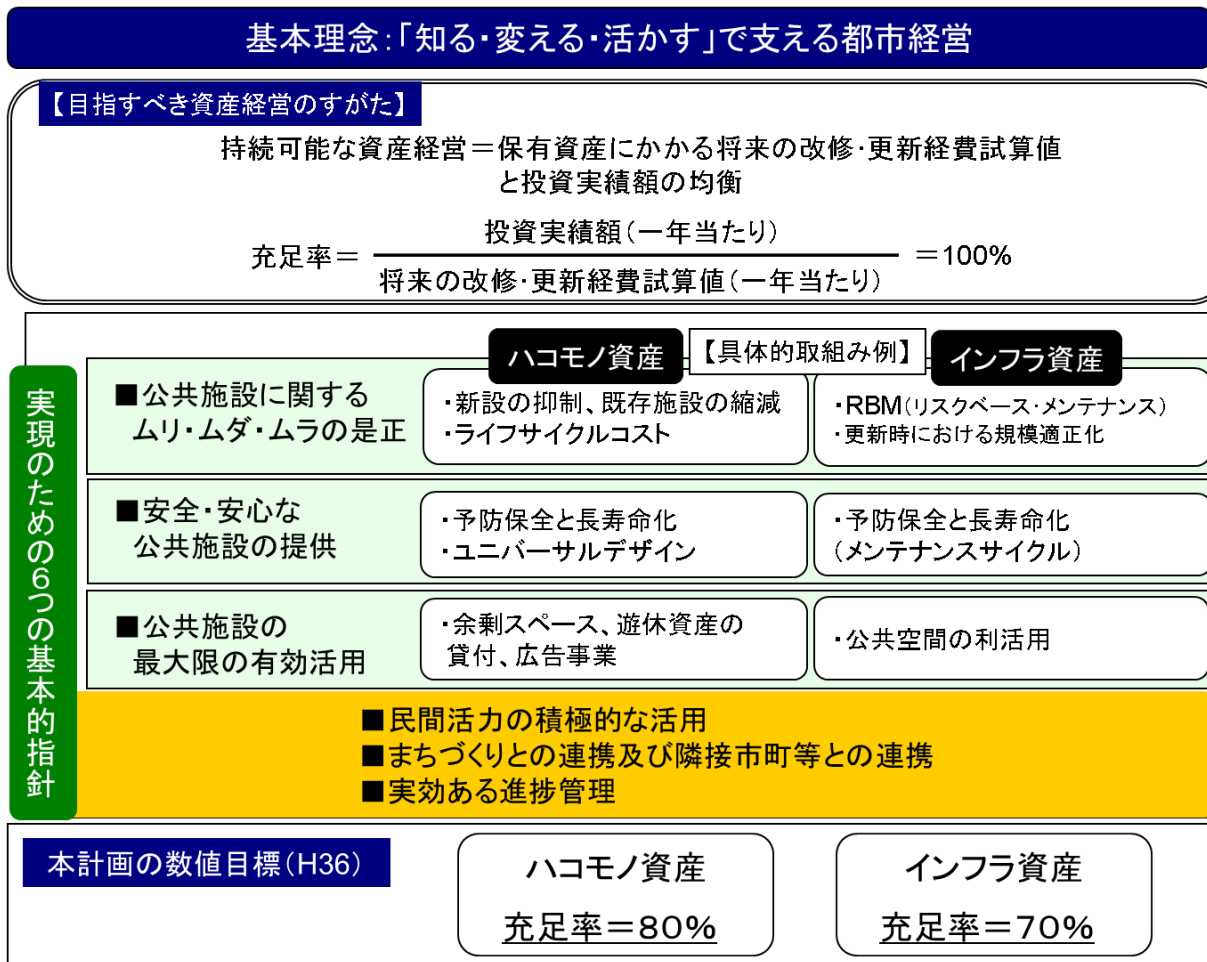 基本理念:「知る・変える・活かす」で支える都市経営
【目指すべき資産経営のすがた】
持続可能な資産経営=保有資産にかかる将来の改修・更新経費試算値
と投資実績額の均衡
投資実績額(一年当たり)
充足率= =100%
将来の改修・更新経費試算値(一年当たり)
ハコモノ資産
【具体的取組み例】
インフラ資産
実現のための6つの基本的指針
■公共施設に関する
ムリ・ムダ・ムラの是正
・新設の抑制、既存施設の縮減
・ライフサイクルコスト
・RBM(リスクベース・メンテナンス)
・更新時における規模適正化
■安全・安心な
公共施設の提供
・予防保全と長寿命化
・ユニバーサルデザイン
・予防保全と長寿命化
(メンテナンスサイクル)
■公共施設の
最大限の有効活用
・余剰スペース、遊休資産の
貸付、広告事業
・公共空間の利活用
■民間活力の積極的な活用
■まちづくりとの連携及び隣接市町等との連携
■実効ある進捗管理
本計画の数値目標(H36)
ハコモノ資産
充足率=80%
インフラ資産
充足率=70%